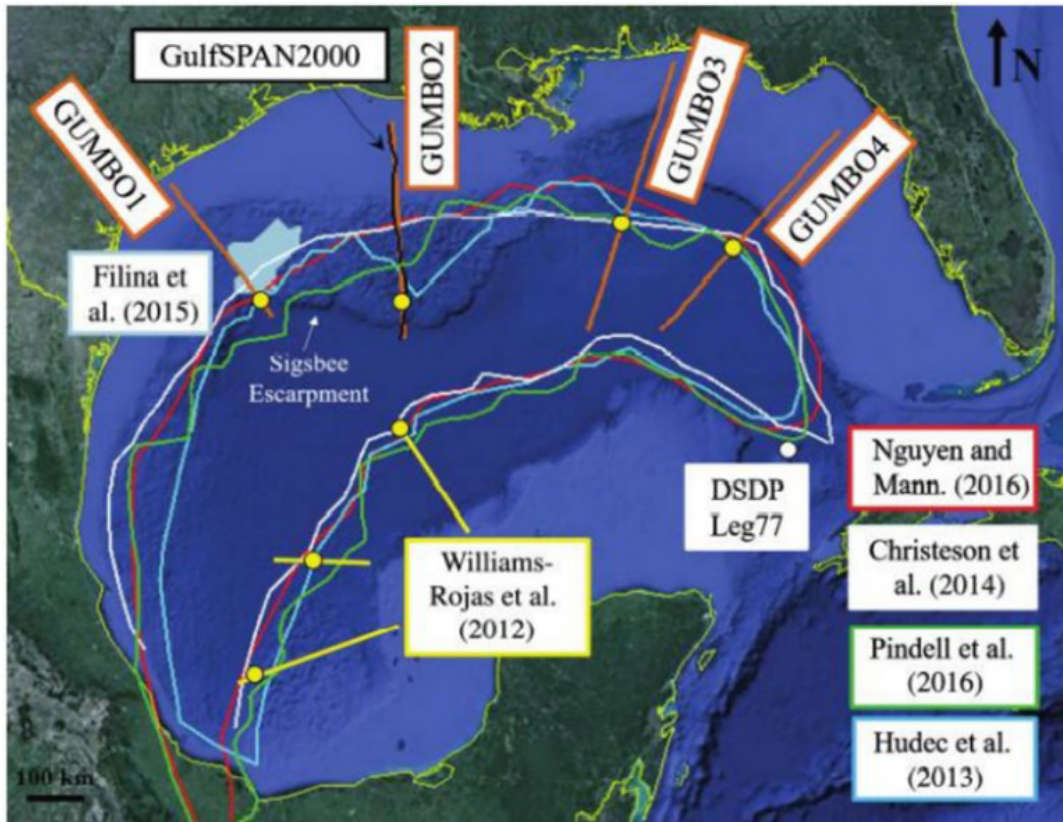 GulfSPAN2000
GUMBO2
GUMBO3
N
GUMBO1
GUMBO4
Filina et
al. (2015)
Sigsbee
Escarpment
DSDP
Leg77
Nguyen and
Mann. (2016)
Williams-
Rojas et al.
(2012)
Christeson et
al. (2014)
Pindell et al.
(2016)
Hudec et al.
(2013)
100 km